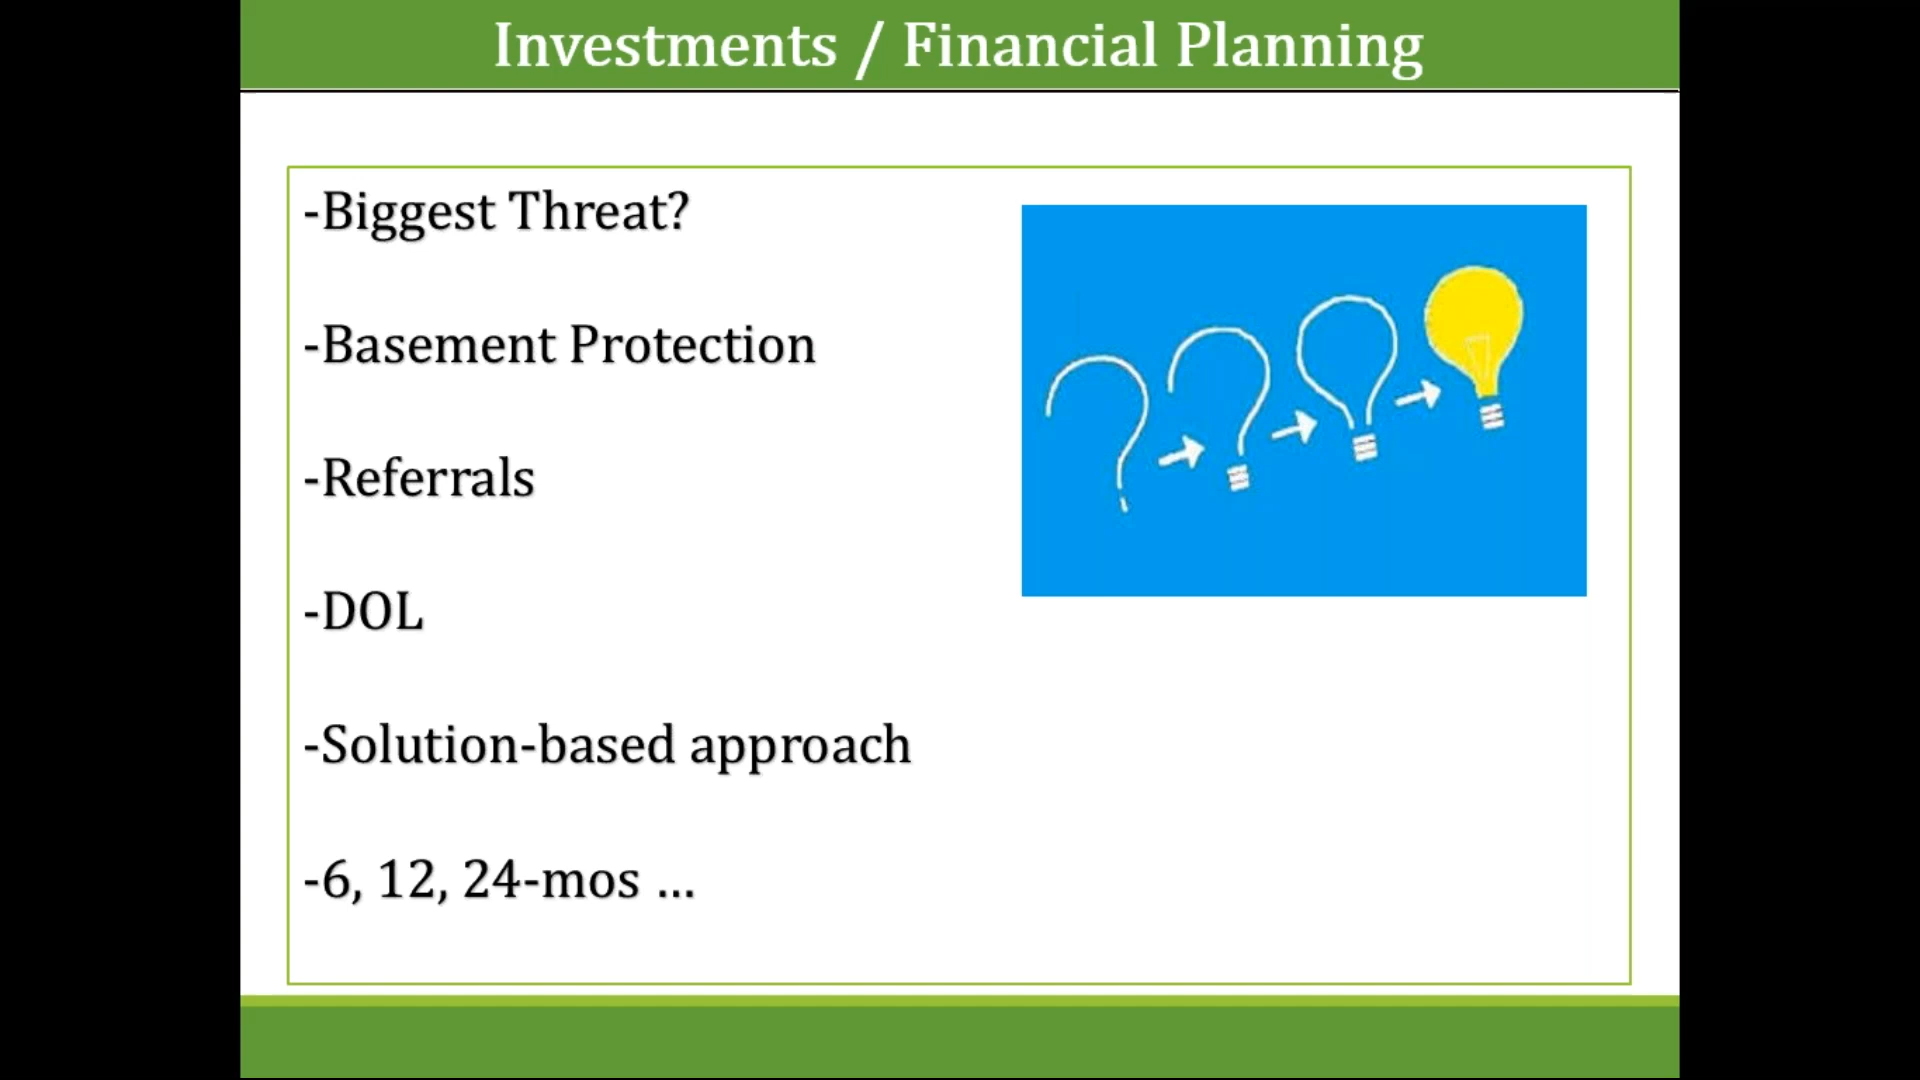 Investments / Financial Planning
-Biggest Threat?
-Basement Protection
-Referrals
-DOL
-Solution-based approach
-6, 12, 24-mos ...